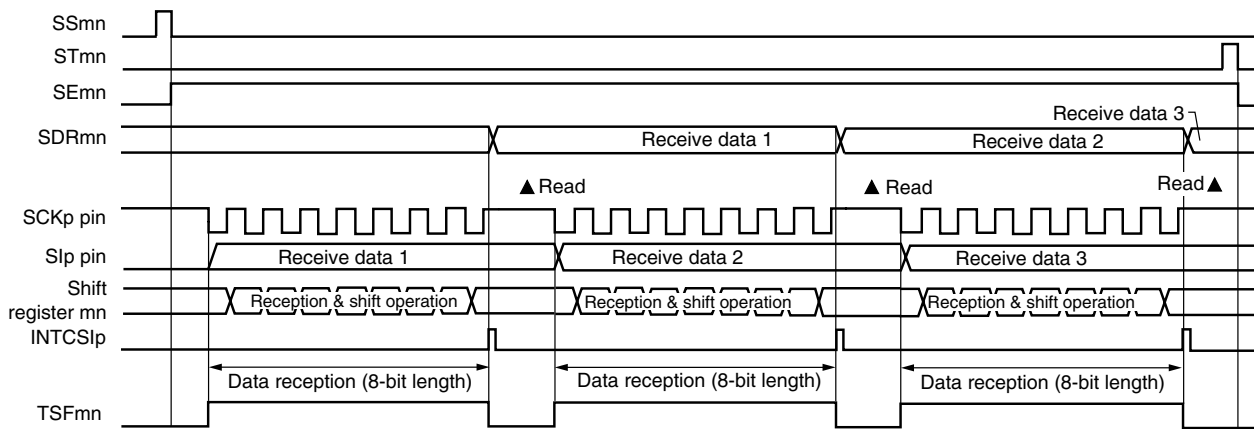 SSmn
STmn
SEmn
Receive data 3
SDRmn Receive data 1 Receive data 2
▲ Read ▲ Read Read ▲
SCKp pin
SIp pin Receive data 1 Receive data 2 Receive data 3
Shift
register mn Reception & shift operation Reception & shift operation Reception & shift operation
INTCSIp
Data reception (8-bit length) Data reception (8-bit length) Data reception (8-bit length)
TSFmn